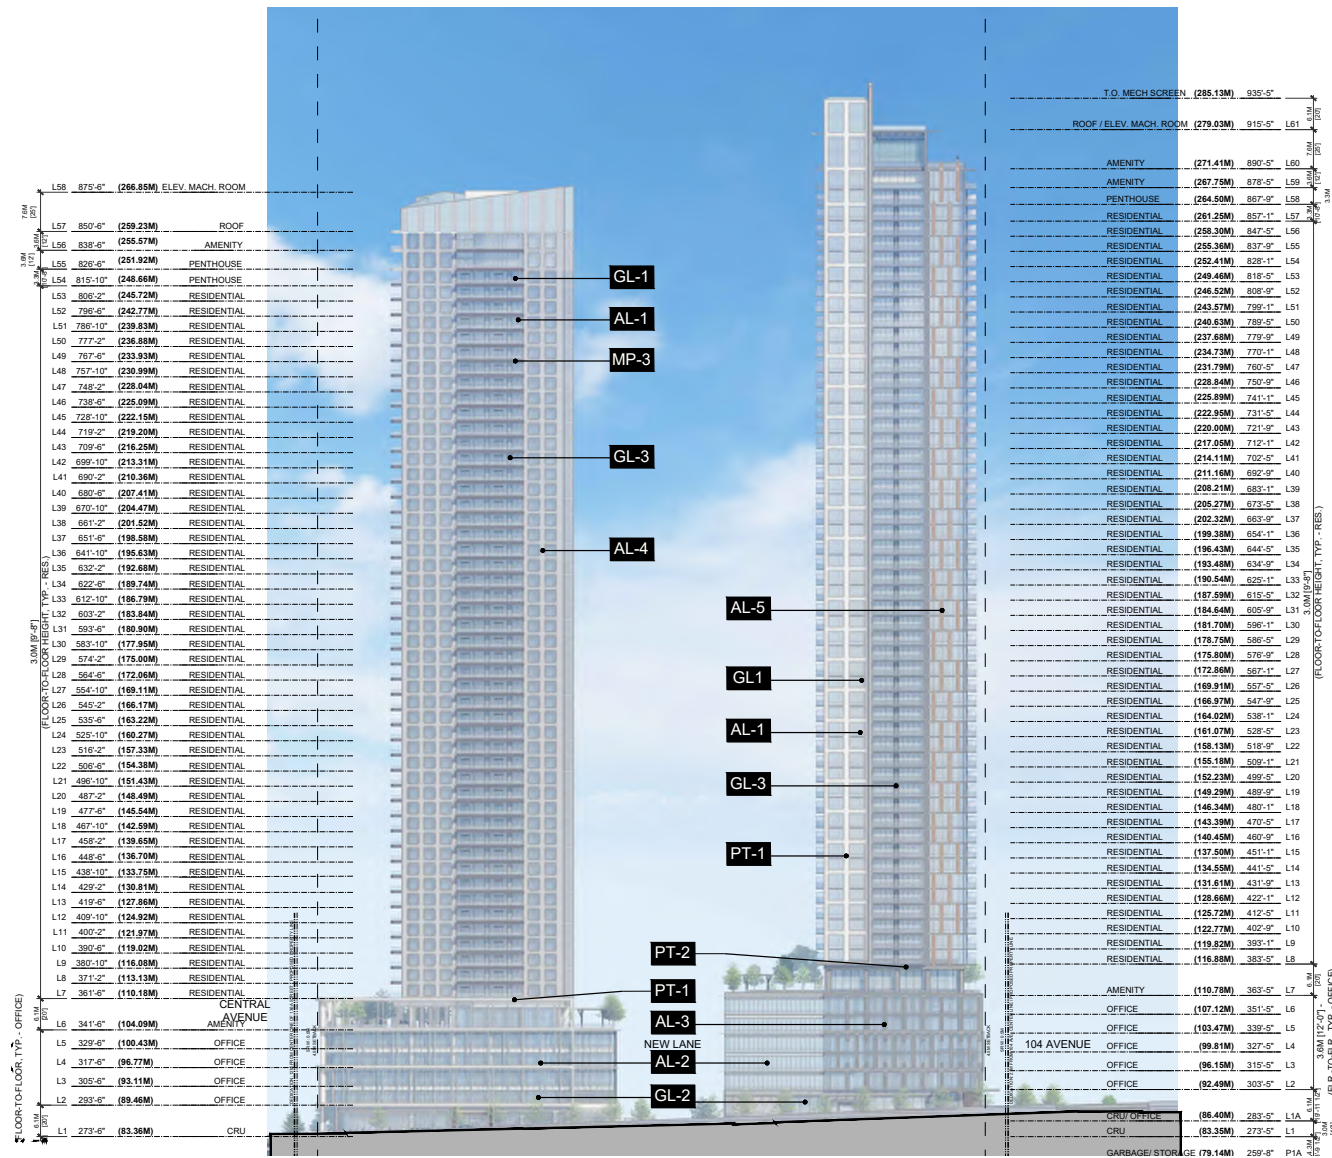 T.O. MECH SCREEN (285.13M) 935'-5"
ROOF / ELEV. MACH. ROOM (279.03M) 915'-5" L61
AMENITY (271.41M) 890'-5" L60
AMENITY (267.75M) 878'-5" L59
PENTHOUSE (264.50M) 867'-9" L58
RESIDENTIAL (261.25M) 857'-1" L57
RESIDENTIAL (258.30M) 847'-5" L56
RESIDENTIAL (255.36M) 837'-9" L55
RESIDENTIAL (252.41M) 828'-1" L54
RESIDENTIAL (249.46M) 818'-5" L53
RESIDENTIAL (246.52M) 808'-9" L52
RESIDENTIAL (243.57M) 799'-1" L51
RESIDENTIAL (240.63M) 789'-5" L50
RESIDENTIAL (237.68M) 779'-9" L49
RESIDENTIAL (234.73M) 770'-1" L48
RESIDENTIAL (231.79M) 760'-5" L47
RESIDENTIAL (228.84M) 750'-9" L46
RESIDENTIAL (225.89M) 741'-1" L45
RESIDENTIAL (222.95M) 731'-5" L44
RESIDENTIAL (220.00M) 721'-9" L43
RESIDENTIAL (217.05M) 712'-1" L42
RESIDENTIAL (214.11M) 702'-5" L41
RESIDENTIAL (211.16M) 692'-9" L40
RESIDENTIAL (208.21M) 683'-1" L39
RESIDENTIAL (205.27M) 673'-5" L38
RESIDENTIAL (202.32M) 663'-9" L37
RESIDENTIAL (199.38M) 654'-1" L36
RESIDENTIAL (196.43M) 644'-5" L35
RESIDENTIAL (193.48M) 634'-9" L34
RESIDENTIAL (190.54M) 625'-1" L33
RESIDENTIAL (187.59M) 615'-5" L32
RESIDENTIAL (184.64M) 605'-9" L31
RESIDENTIAL (181.70M) 596'-1" L30
RESIDENTIAL (178.75M) 586'-5" L29
RESIDENTIAL (175.80M) 576'-9" L28
RESIDENTIAL (172.86M) 567'-1" L27
RESIDENTIAL (169.91M) 557'-5" L26
RESIDENTIAL (166.97M) 547'-9" L25
RESIDENTIAL (164.02M) 538'-1" L24
RESIDENTIAL (161.07M) 528'-5" L23
RESIDENTIAL (158.13M) 518'-9" L22
RESIDENTIAL (155.18M) 509'-1" L21
RESIDENTIAL (152.23M) 499'-5" L20
RESIDENTIAL (149.29M) 489'-9" L19
RESIDENTIAL (146.34M) 480'-1" L18
RESIDENTIAL (143.39M) 470'-5" L17
RESIDENTIAL (140.45M) 460'-9" L16
RESIDENTIAL (137.50M) 451'-1" L15
RESIDENTIAL (134.55M) 441'-5" L14
RESIDENTIAL (131.61M) 431'-9" L13
RESIDENTIAL (128.66M) 422'-1" L12
RESIDENTIAL (125.72M) 412'-5" L11
RESIDENTIAL (122.77M) 402'-9" L10
RESIDENTIAL (119.82M) 393'-1" L9
RESIDENTIAL (116.88M) 383'-5" L8
AMENITY (110.78M) 363'-5" L7
OFFICE (107.12M) 351'-5" L6
OFFICE (103.47M) 339'-5" L5
OFFICE (99.81M) 327'-5" L4
OFFICE (96.15M) 315'-5" L3
OFFICE (92.49M) 303'-5" L2
CRU/ OFFICE (86.40M) 283'-5" L1A
CRU (83.35M) 273'-5" L1
GARBAGE/ STORAGE (79.14M) 259'-8" P1A
L58 875'-6" (266.85M) ELEV. MACH. ROOM
L57 850'-6" (259.23M) ROOF
L56 838'-6" (255.57M) AMENITY
L55 826'-6" (251.92M) PENTHOUSE
L54 815'-10" (248.66M) PENTHOUSE
L53 806'-2" (245.72M) RESIDENTIAL
L52 796'-6" (242.77M) RESIDENTIAL
L51 786'-10" (239.83M) RESIDENTIAL
L50 777'-2" (236.88M) RESIDENTIAL
L49 767'-6" (233.93M) RESIDENTIAL
L48 757'-10" (230.99M) RESIDENTIAL
L47 748'-2" (228.04M) RESIDENTIAL
L46 738'-6" (225.09M) RESIDENTIAL
L45 728'-10" (222.15M) RESIDENTIAL
L44 719'-2" (219.20M) RESIDENTIAL
L43 709'-6" (216.25M) RESIDENTIAL
L42 699'-10" (213.31M) RESIDENTIAL
L41 690'-2" (210.36M) RESIDENTIAL
L40 680'-6" (207.41M) RESIDENTIAL
L39 670'-10" (204.47M) RESIDENTIAL
L38 661'-2" (201.52M) RESIDENTIAL
L37 651'-6" (198.58M) RESIDENTIAL
L36 641'-10" (195.63M) RESIDENTIAL
L35 632'-2" (192.68M) RESIDENTIAL
L34 622'-6" (189.74M) RESIDENTIAL
L33 612'-10" (186.79M) RESIDENTIAL
L32 603'-2" (183.84M) RESIDENTIAL
L31 593'-6" (180.90M) RESIDENTIAL
L30 583'-10" (177.95M) RESIDENTIAL
L29 574'-2" (175.00M) RESIDENTIAL
L28 564'-6" (172.06M) RESIDENTIAL
L27 554'-10" (169.11M) RESIDENTIAL
L26 545'-2" (166.17M) RESIDENTIAL
L25 535'-6" (163.22M) RESIDENTIAL
L24 525'-10" (160.27M) RESIDENTIAL
L23 516'-2" (157.33M) RESIDENTIAL
L22 506'-6" (154.38M) RESIDENTIAL
L21 496'-10" (151.43M) RESIDENTIAL
L20 487'-2" (148.49M) RESIDENTIAL
L19 477'-6" (145.54M) RESIDENTIAL
L18 467'-10" (142.59M) RESIDENTIAL
L17 458'-2" (139.65M) RESIDENTIAL
L16 448'-6" (136.70M) RESIDENTIAL
L15 438'-10" (133.75M) RESIDENTIAL
L14 429'-2" (130.81M) RESIDENTIAL
L13 419'-6" (127.86M) RESIDENTIAL
L12 409'-10" (124.92M) RESIDENTIAL
L11 400'-2" (121.97M) RESIDENTIAL
L10 390'-6" (119.02M) RESIDENTIAL
L9 380'-10" (116.08M) RESIDENTIAL
L8 371'-2" (113.13M) RESIDENTIAL
L7 361'-6" (110.18M) RESIDENTIAL
CENTRAL
AVENUE
L6 341'-6" (104.09M) AMENITY
L5 329'-6" (100.43M) OFFICE
L4 317'-6" (96.77M) OFFICE
L3 305'-6" (93.11M) OFFICE
L2 293'-6" (89.46M) OFFICE
L1 273'-6" (83.36M) CRU
GL-1
AL-1
MP-3
GL-3
AL-4
AL-5
GL1
AL-1
GL-3
PT-1
PT-2
PT-1
AL-3
NEW LANE
AL-2
GL-2
104 AVENUE
3.0M [9'-8"]
(FLOOR-TO-FLOOR HEIGHT, TYP. - RES.)
3.0M [9'-8"]
(FLOOR-TO-FLOOR HEIGHT, TYP. - RES.)
FLOOR-TO-FLOOR, TYP. - OFFICE)
3.6M [12'-0"] -
7.6M
[25']
3.6M
[12']
6.1M
[20']
6.1M
[20']
6.1M
[20']
7.6M
[25']
3.3M
6.1M
[20']